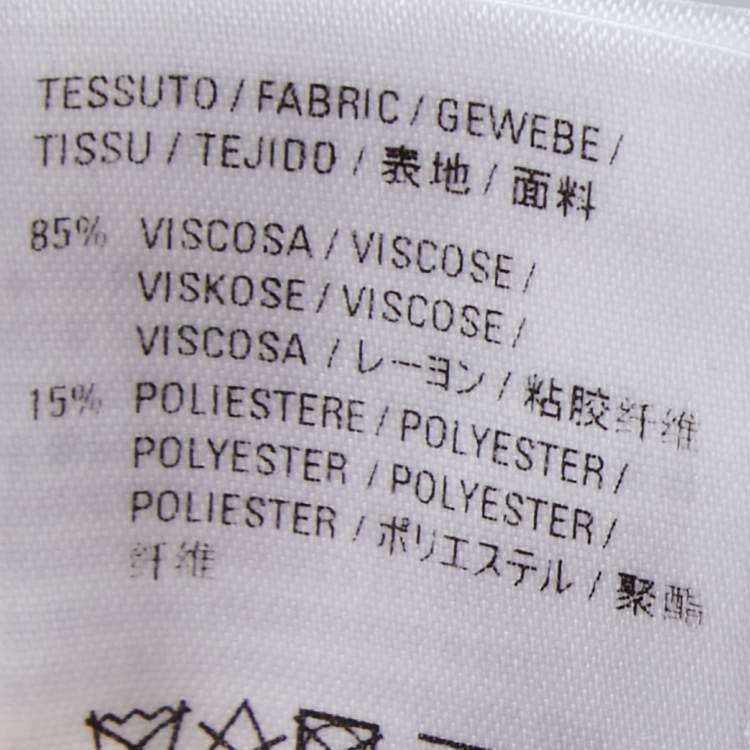 TESSUTO / FABRIC / GEWEBE /
TISSU / TEJIDO / 表地 / 面料
85% VISCOSA / VISCOSE /
VISKOSE / VISCOSE /
VISCOSA / レーヨン / 粘胶纤维
15% POLIESTERE / POLYESTER /
POLYESTER / POLYESTER /
POLIESTER / ポリエステル / 聚酯
纤维